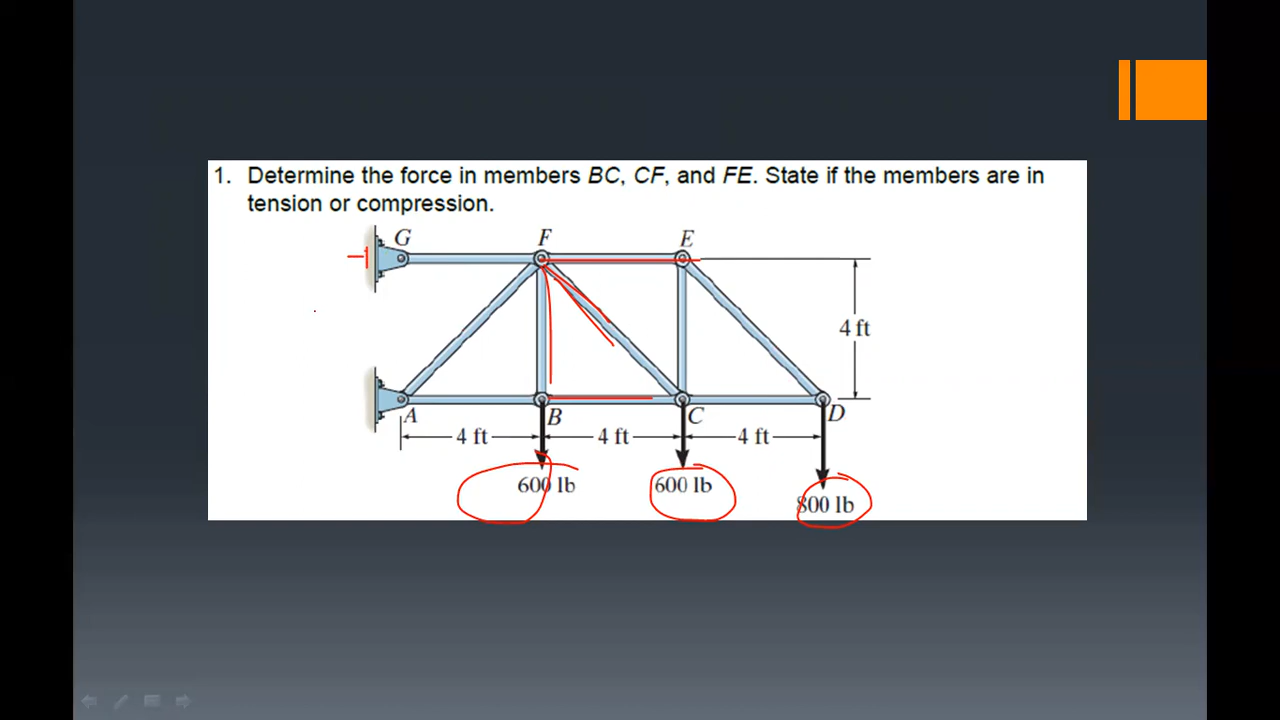 1. Determine the force in members BC, CF, and FE. State if the members are in
tension or compression.
G F E
4 ft
A B C D
4 ft 4 ft 4 ft
600 lb 600 lb 800 lb